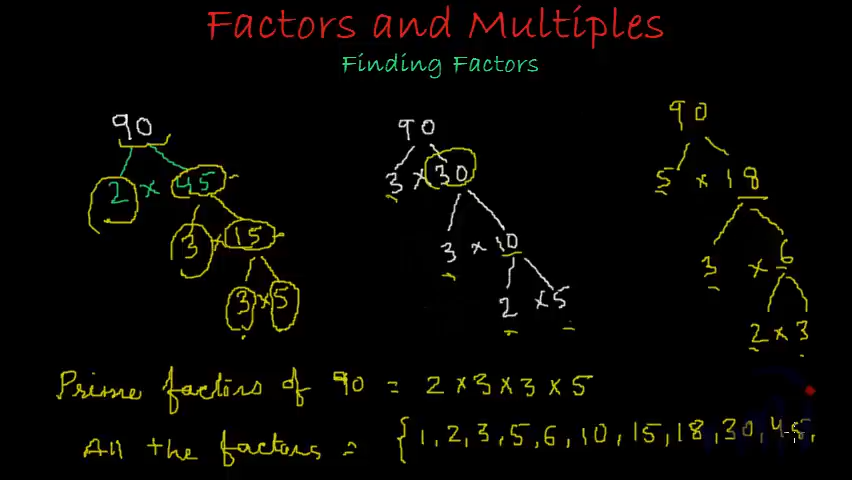 Factors and Multiples
Finding Factors
90
2 × 45
3 × 15
3 × 5
90
3 × 30
3 × 10
2 × 5
90
5 × 18
3 × 6
2 × 3
Prime factors of 90 = 2 × 3 × 3 × 5
All the factors = {1, 2, 3, 5, 6, 10, 15, 18, 30, 45,